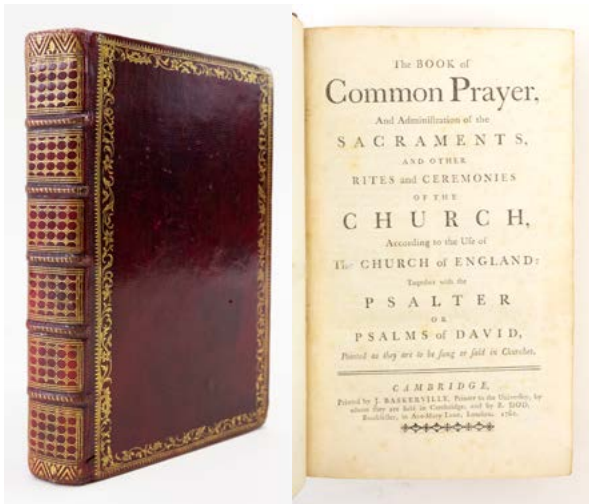 The BOOK of
Common Prayer,
And Adminiſtration of the
SACRAMENTS,
AND OTHER
RITES and CEREMONIES
OF THE
CHURCH,
According to the Uſe of
The CHURCH of ENGLAND:
Together with the
PSALTER
OR
PSALMS of DAVID,
Pointed as they are to be ſung or ſaid in Churches.
CAMBRIDGE,
Printed by J. BASKERVILLE, Printer to the Univerſity, by
whom they are ſold in Cambridge, and by B. DOD,
Bookſeller, in Ave-Mary Lane, London.